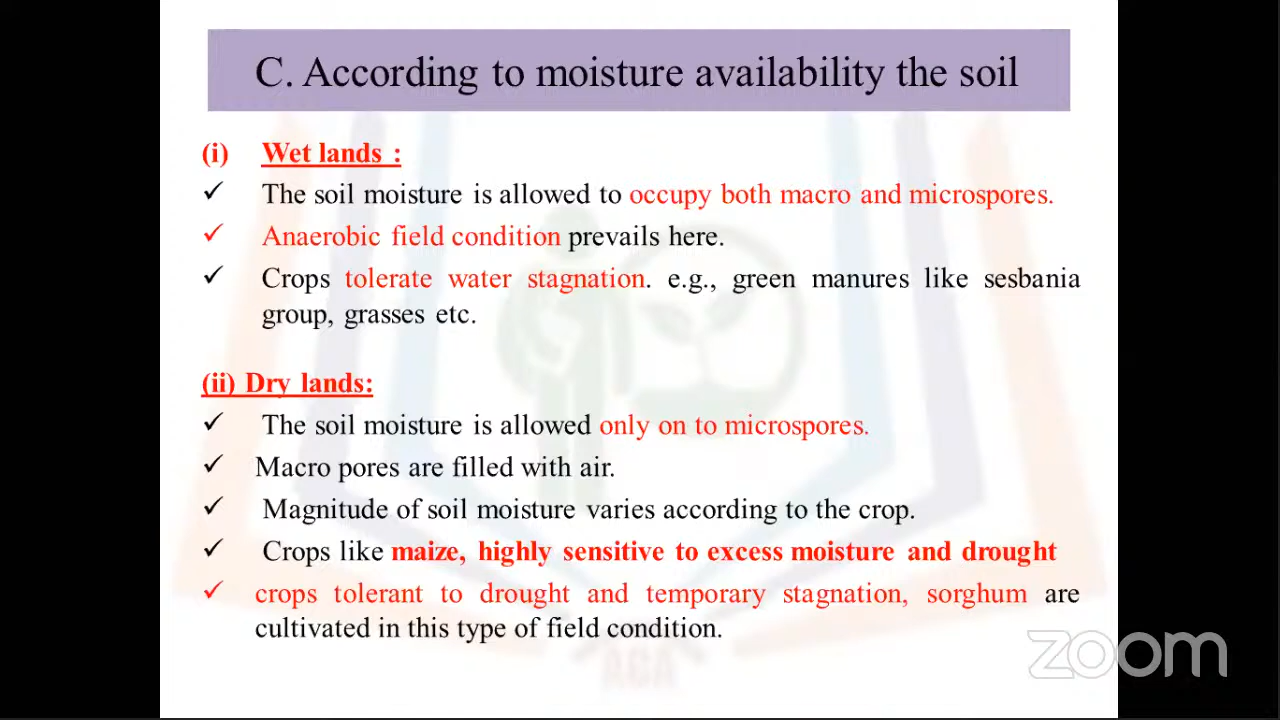 C. According to moisture availability the soil
(i) Wet lands :
✓ The soil moisture is allowed to occupy both macro and microspores.
✓ Anaerobic field condition prevails here.
✓ Crops tolerate water stagnation. e.g., green manures like sesbania
group, grasses etc.
(ii) Dry lands:
✓ The soil moisture is allowed only on to microspores.
✓ Macro pores are filled with air.
✓ Magnitude of soil moisture varies according to the crop.
✓ Crops like maize, highly sensitive to excess moisture and drought
✓ crops tolerant to drought and temporary stagnation, sorghum are
cultivated in this type of field condition.
zoom
AGA